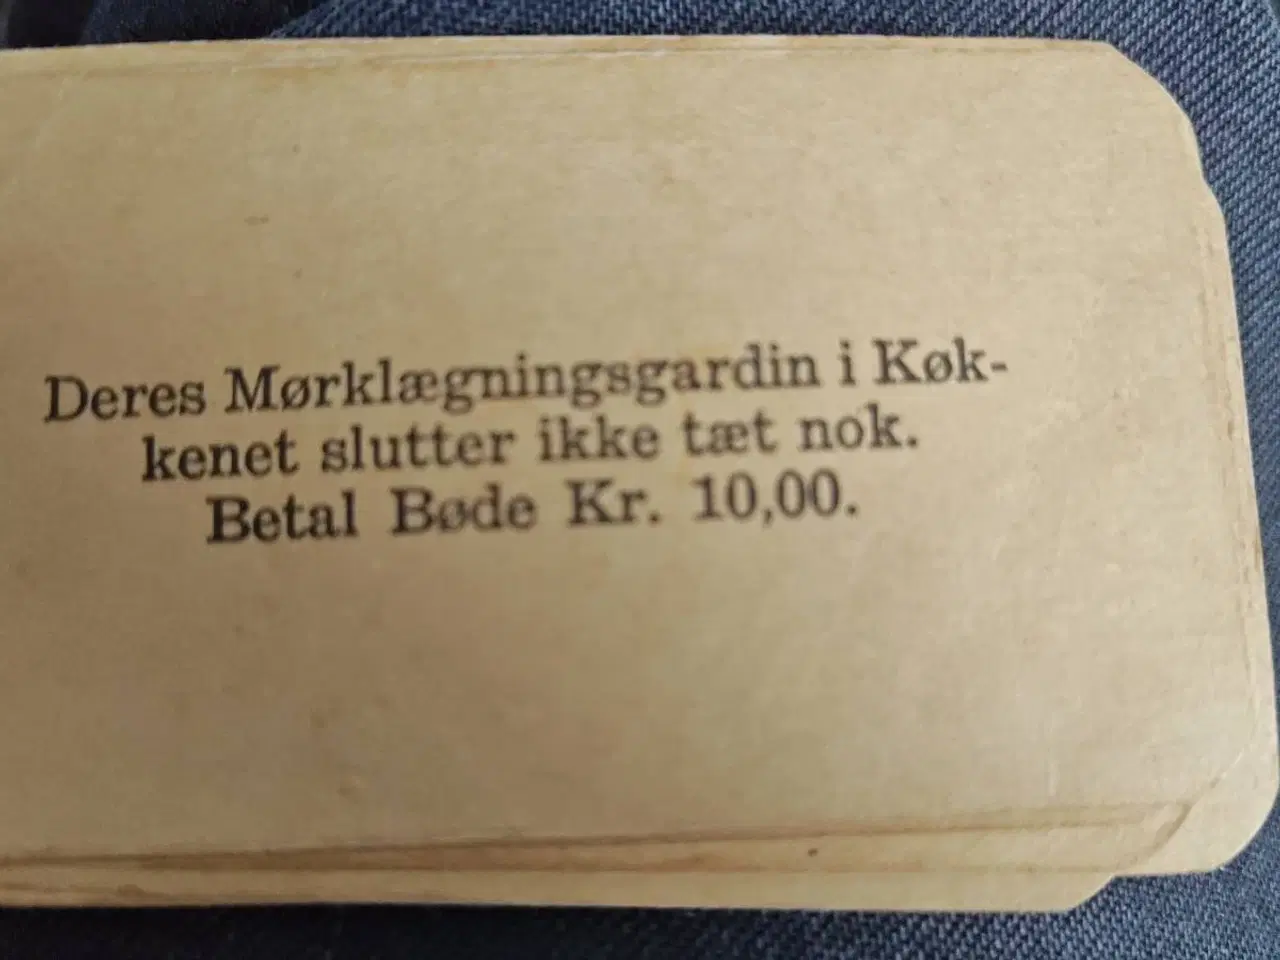 Deres Mørklægningsgardin i Køk-
kenet slutter ikke tæt nok.
Betal Bøde Kr. 10,00.